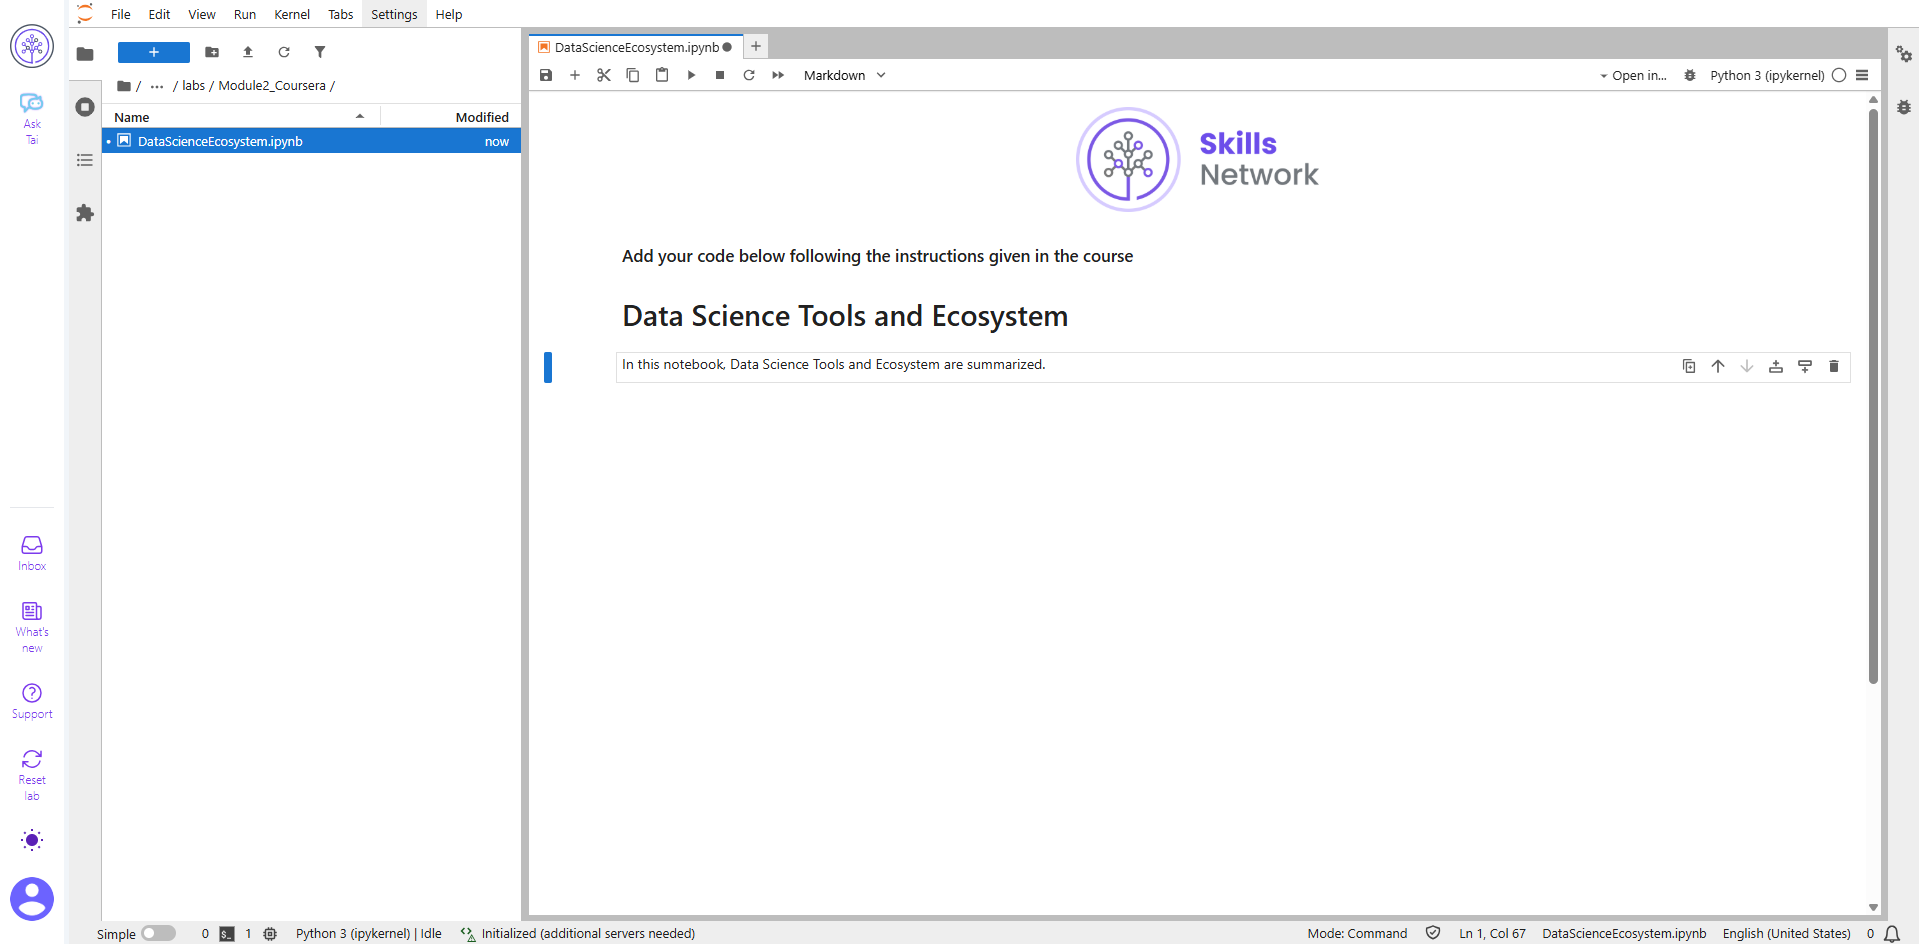 File Edit View Run Kernel Tabs Settings Help
Ask
Tai
Inbox
What's
new
Support
Reset
lab
/ ... / labs / Module2_Coursera /
Name Modified
DataScienceEcosystem.ipynb now
DataScienceEcosystem.ipynb
Markdown
Open in...
Python 3 (ipykernel)
Skills
Network
Add your code below following the instructions given in the course
Data Science Tools and Ecosystem
In this notebook, Data Science Tools and Ecosystem are summarized.
Simple 0 $_ 1 Python 3 (ipykernel) | Idle Initialized (additional servers needed) Mode: Command Ln 1, Col 67 DataScienceEcosystem.ipynb English (United States) 0